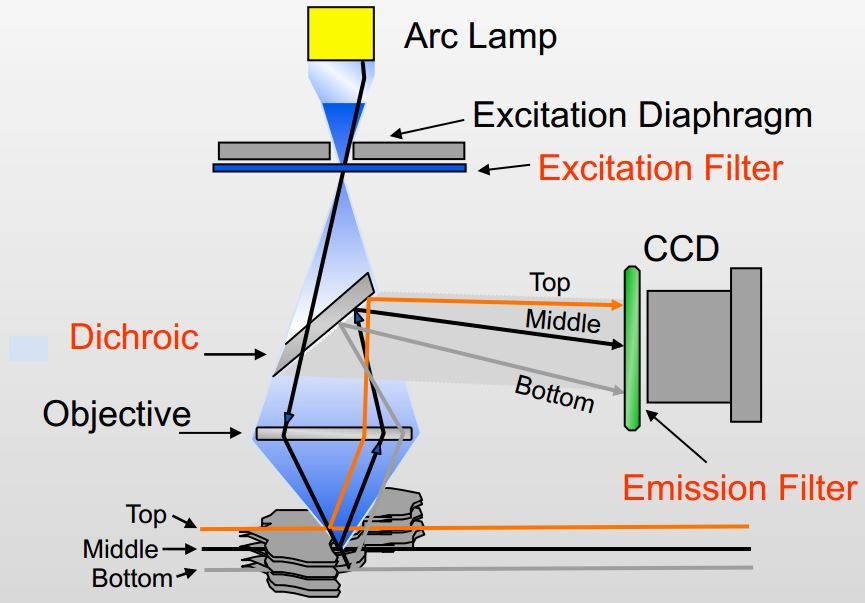 Arc Lamp
Excitation Diaphragm
Excitation Filter
CCD
Top
Middle
Dichroic
Bottom
Objective
Emission Filter
Top
Middle
Bottom